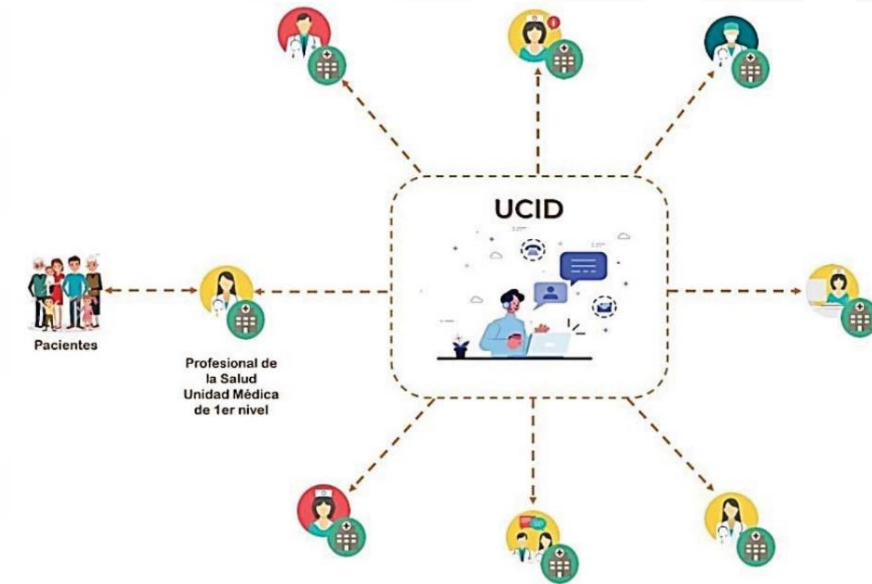 UCID
Pacientes
Profesional de
la Salud
Unidad Médica
de 1er nivel